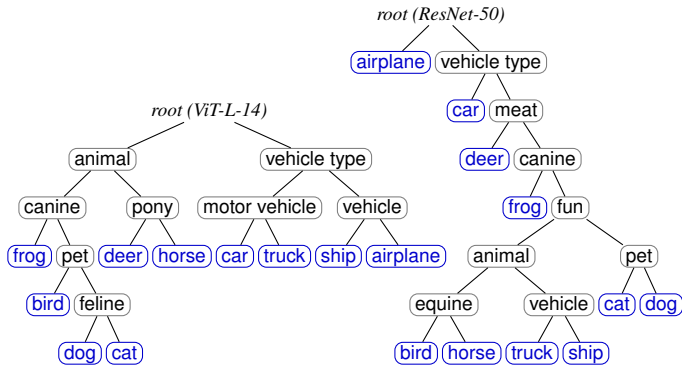 root (ResNet-50)
airplane vehicle type
car meat
root (ViT-L-14)
animal vehicle type deer canine
canine pony motor vehicle vehicle frog fun
frog pet deer horse car truck ship airplane animal pet
bird feline equine vehicle cat dog
dog cat bird horse truck ship